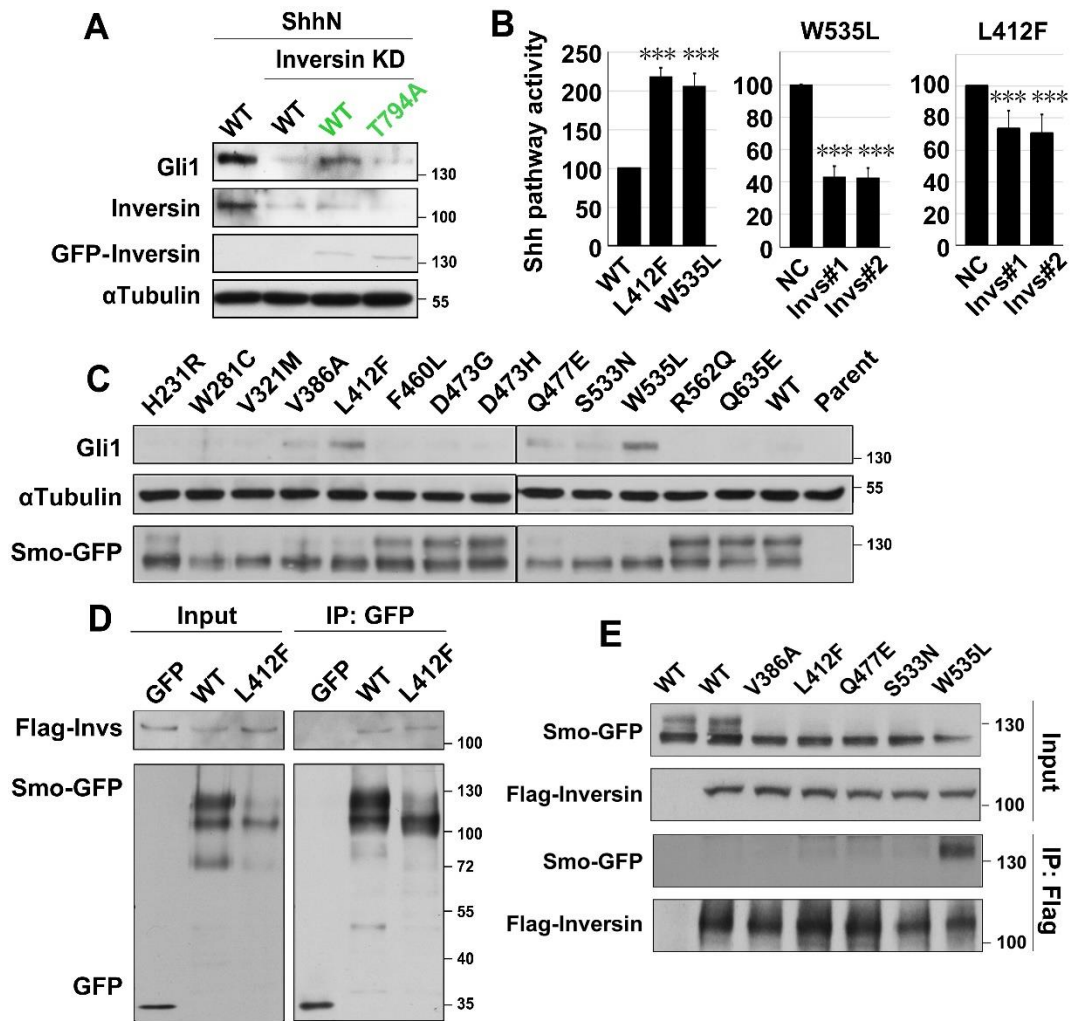 A
ShhN
Inversin KD
WT WT WT T794A
Gli1 130
Inversin 100
GFP-Inversin 130
αTubulin 55
B
W535L L412F
Shh pathway activity
250 200 150 100 50 0
*** ***
WT L412F W535L
100 80 60 40 20 0
*** ***
NC Invs#1 Invs#2
100 80 60 40 20 0
*** ***
NC Invs#1 Invs#2
C
H231R W281C V321M V386A L412F F460L D473G D473H Q477E S533N W535L R562Q Q635E WT Parent
Gli1 130
αTubulin 55
Smo-GFP 130
D
Input IP: GFP
GFP WT L412F GFP WT L412F
Flag-Invs 100
Smo-GFP 130
100
72
55
40
GFP 35
E
WT WT V386A L412F Q477E S533N W535L
Smo-GFP 130
Flag-Inversin 100
Input
Smo-GFP 130
Flag-Inversin 100
IP: Flag